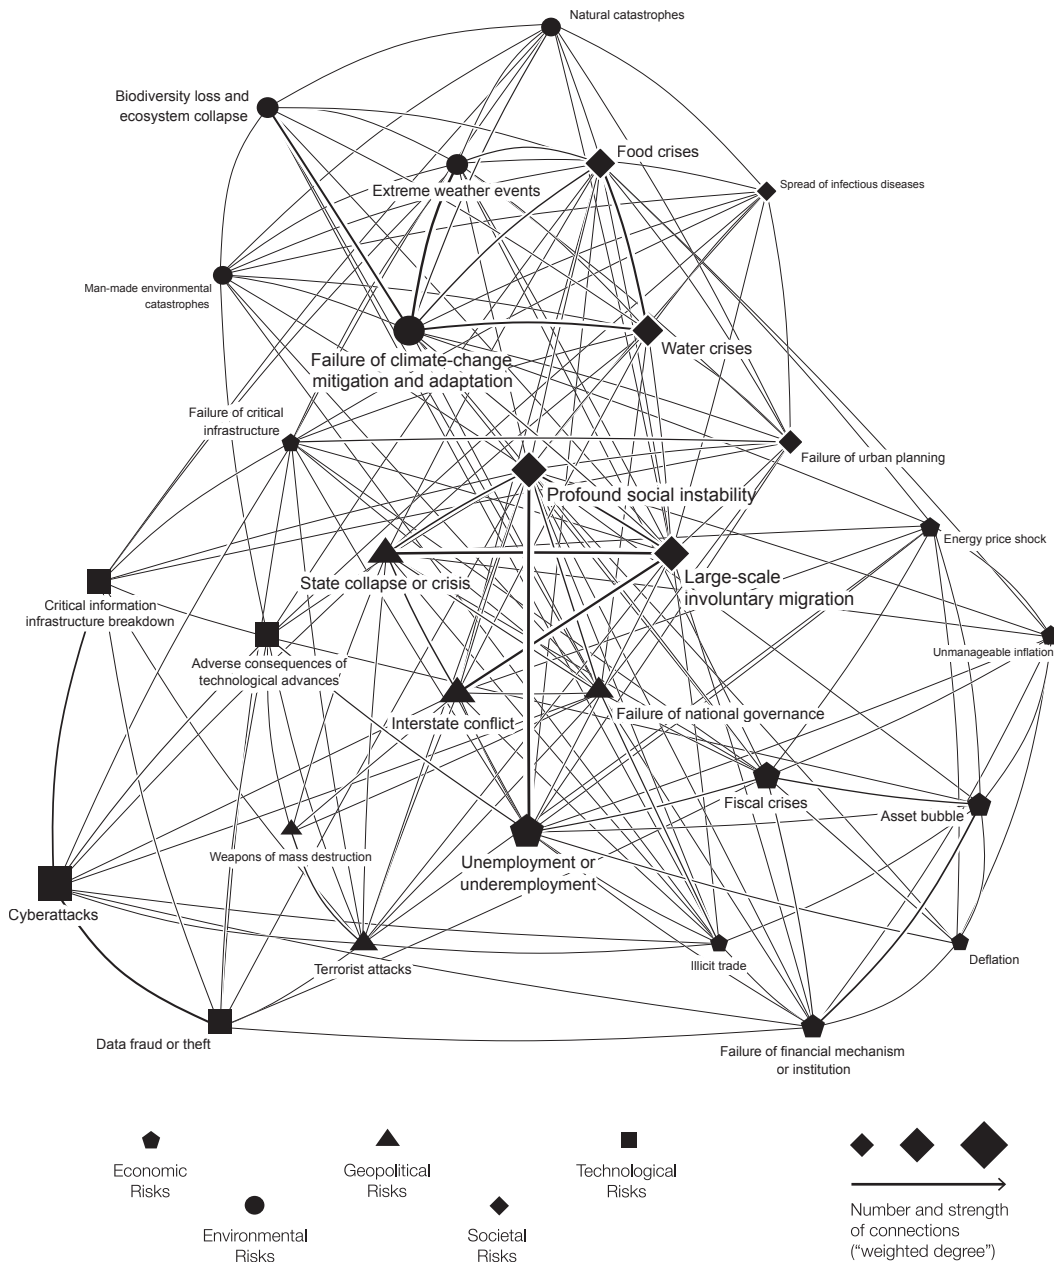 Natural catastrophes
Biodiversity loss and
ecosystem collapse
Food crises
Extreme weather events
Spread of infectious diseases
Man-made environmental
catastrophes
Failure of climate-change
mitigation and adaptation
Water crises
Failure of critical
infrastructure
Failure of urban planning
Profound social instability
Energy price shock
State collapse or crisis
Large-scale
involuntary migration
Critical information
infrastructure breakdown
Adverse consequences of
technological advances
Unmanageable inflation
Interstate conflict
Failure of national governance
Fiscal crises
Asset bubble
Weapons of mass destruction
Unemployment or
underemployment
Cyberattacks
Terrorist attacks
Illicit trade
Deflation
Data fraud or theft
Failure of financial mechanism
or institution
Economic
Risks
Geopolitical
Risks
Technological
Risks
Environmental
Risks
Societal
Risks
Number and strength
of connections
("weighted degree")